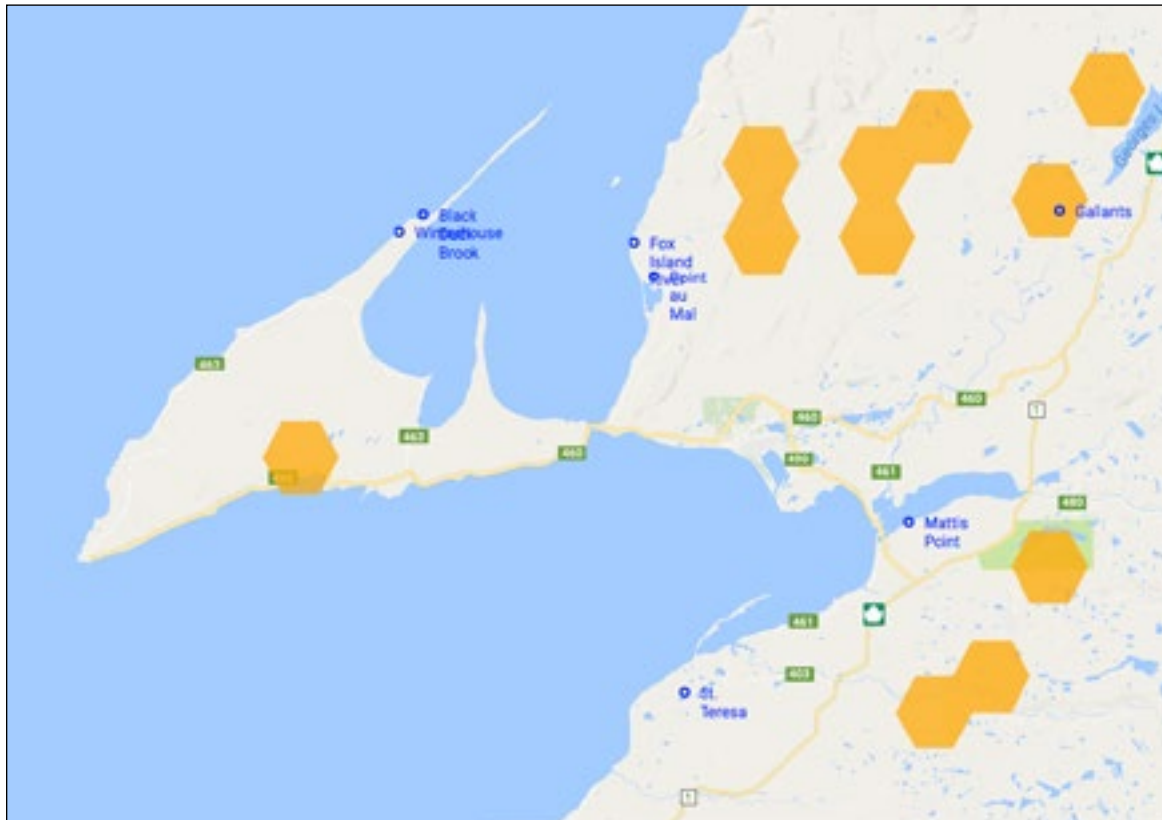 Georges L
Gallants
Black
Brook
Fox
Island
Point
au
Mal
463
460
460
1
463
460
490
461
480
Mattis
Point
461
403
St.
Teresa
1